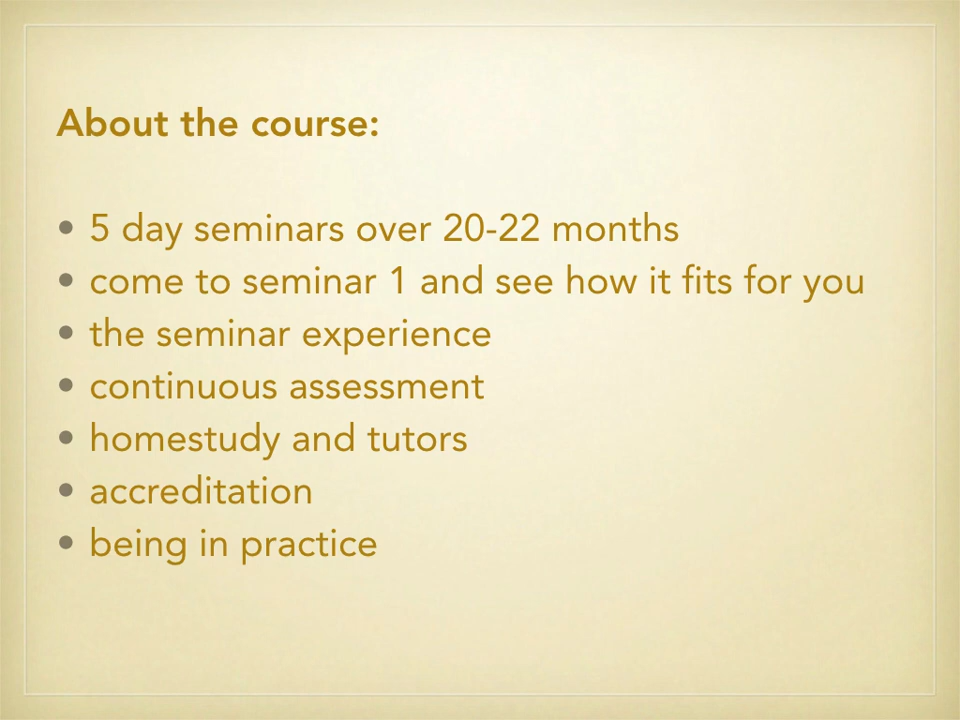 About the course:
• 5 day seminars over 20-22 months
• come to seminar 1 and see how it fits for you
• the seminar experience
• continuous assessment
• homestudy and tutors
• accreditation
• being in practice